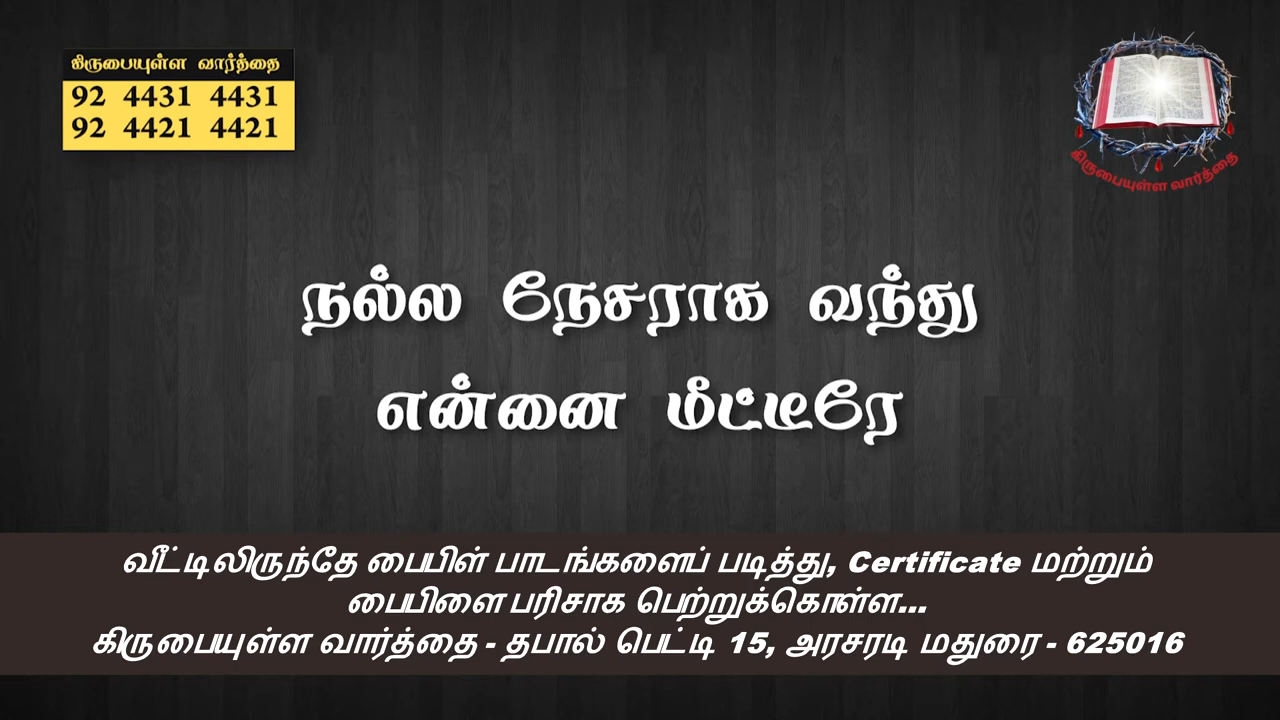 கிருபையுள்ள வார்த்தை
92 4431 4431
92 4421 4421
கிருபையுள்ள வார்த்தை
நல்ல நேசராக வந்து
என்னை மீட்டீரே
வீட்டிலிருந்தே பைபிள் பாடங்களைப் படித்து, Certificate மற்றும்
பைபிளை பரிசாக பெற்றுக்கொள்ள...
கிருபையுள்ள வார்த்தை - தபால் பெட்டி 15, அரசரடி மதுரை - 625016